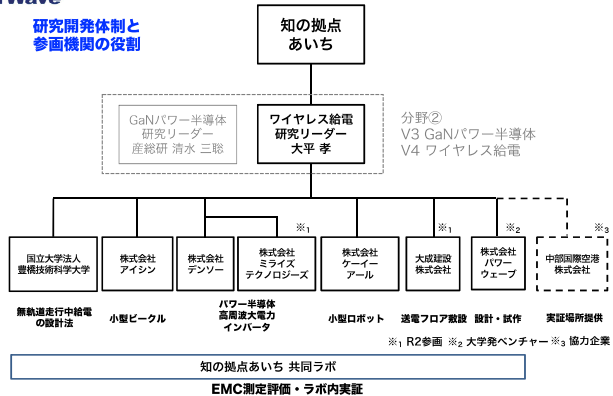 研究開発体制と
参画機関の役割
知の拠点
あいち
GaNパワー半導体
研究リーダー
産総研 清水 三聡
ワイヤレス給電
研究リーダー
大平 孝
分野②
V3 GaNパワー半導体
V4 ワイヤレス給電
※1
※1
※2
※3
国立大学法人
豊橋技術科学大学
株式会社
アイシン
株式会社
デンソー
株式会社
ミライズ
テクノロジーズ
株式会社
ケーイー
アール
大成建設
株式会社
株式会社
パワー
ウェーブ
中部国際空港
株式会社
無軌道走行中給電
の設計法
小型ビークル
パワー半導体
高周波大電力
インバータ
小型ロボット
送電フロア敷設
設計・試作
実証場所提供
※1 R2参画 ※2 大学発ベンチャー ※3 協力企業
知の拠点あいち 共同ラボ
EMC測定評価・ラボ内実証